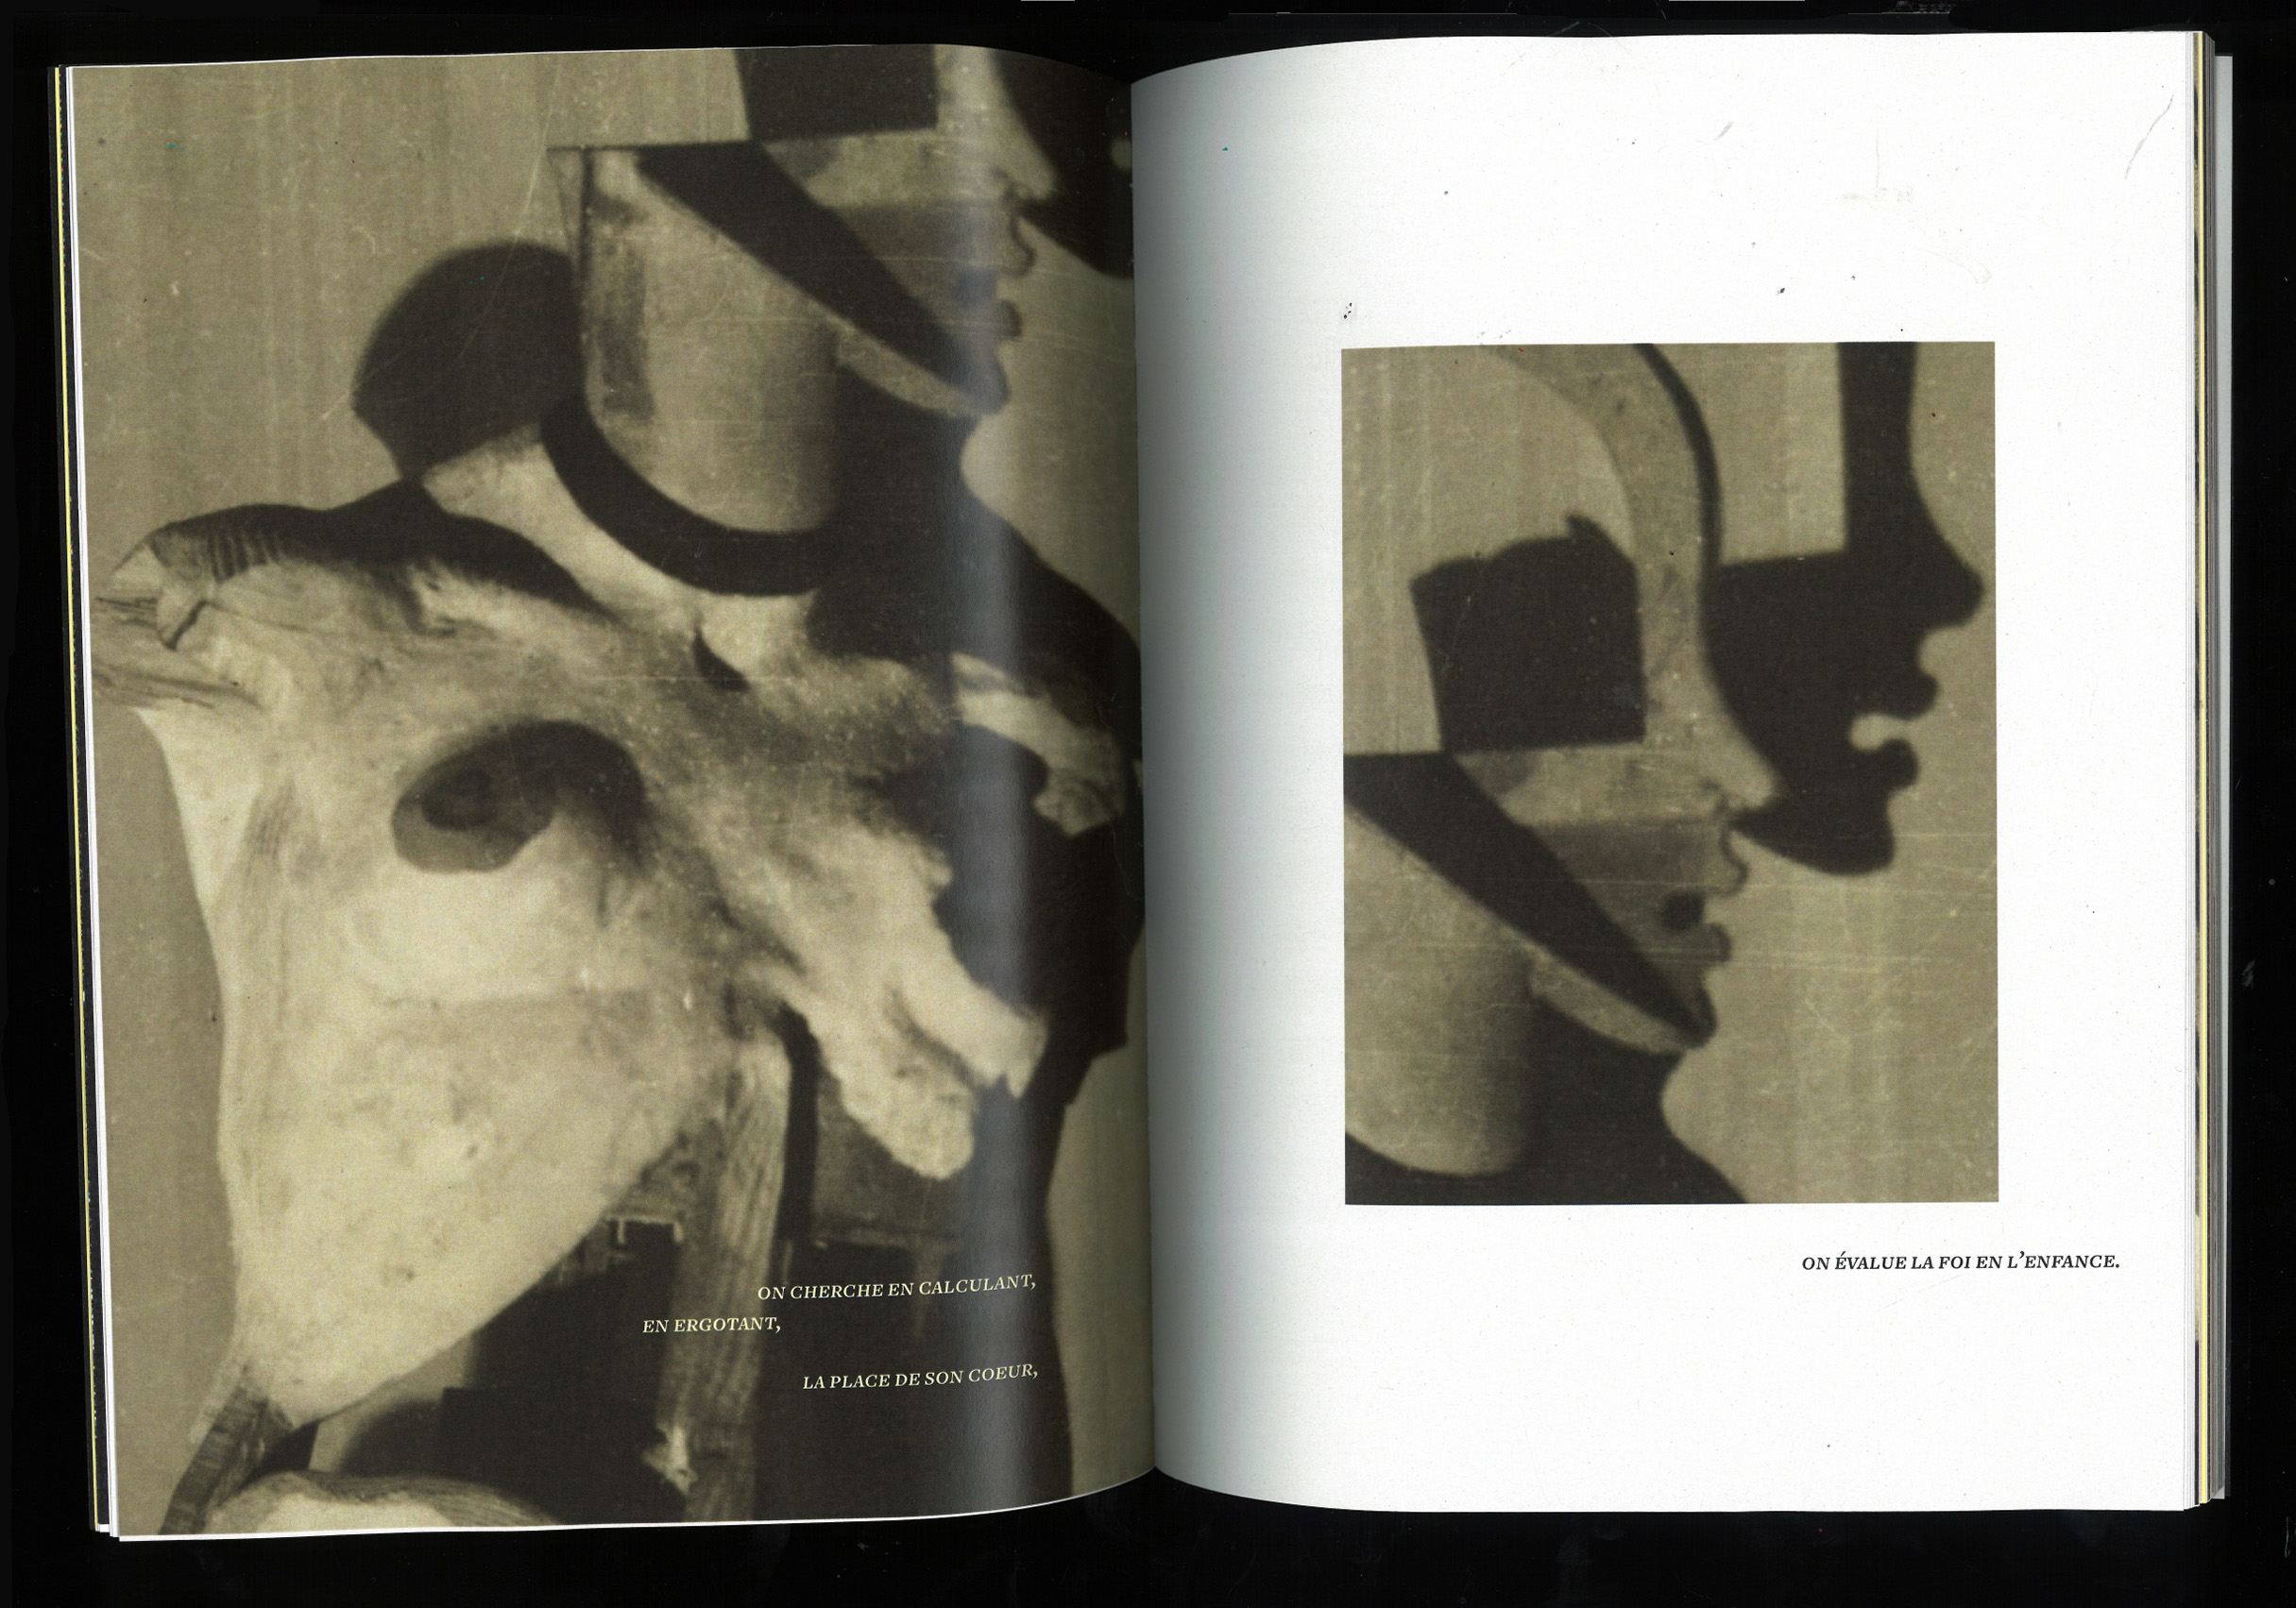 ON CHERCHE EN CALCULANT,
EN ERGOTANT,
LA PLACE DE SON COEUR,
ON ÉVALUE LA FOI EN L’ENFANCE.